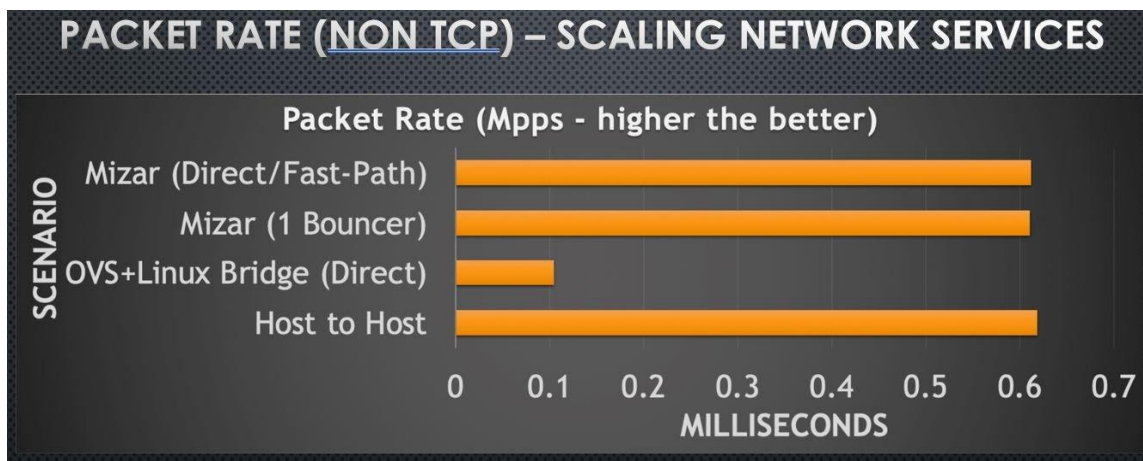 PACKET RATE (NON TCP) – SCALING NETWORK SERVICES
Packet Rate (Mpps - higher the better)
SCENARIO
Mizar (Direct/Fast-Path)
Mizar (1 Bouncer)
OVS+Linux Bridge (Direct)
Host to Host
0 0.1 0.2 0.3 0.4 0.5 0.6 0.7
MILLISECONDS